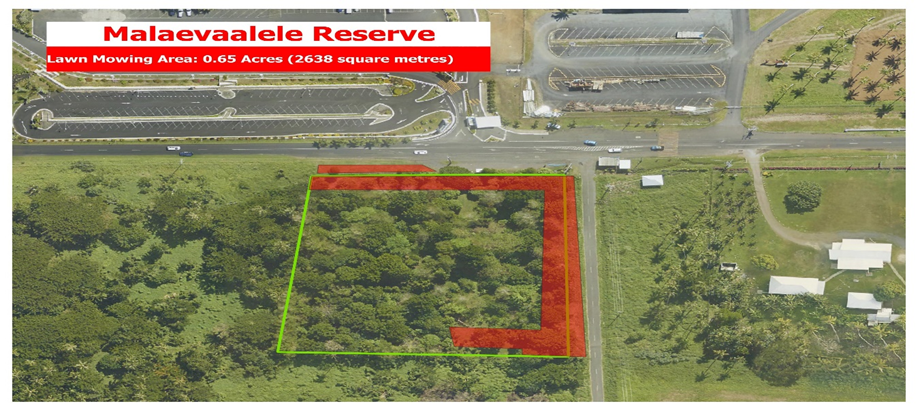 Malaevaalele Reserve
Lawn Mowing Area: 0.65 Acres (2638 square metres)